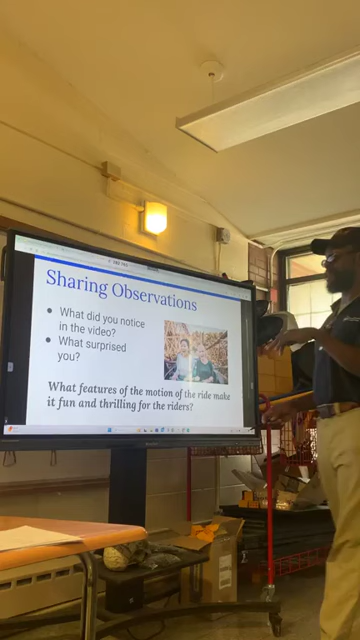 Sharing Observations
• What did you notice
in the video?
• What surprised
you?
What features of the motion of the ride make
it fun and thrilling for the riders?